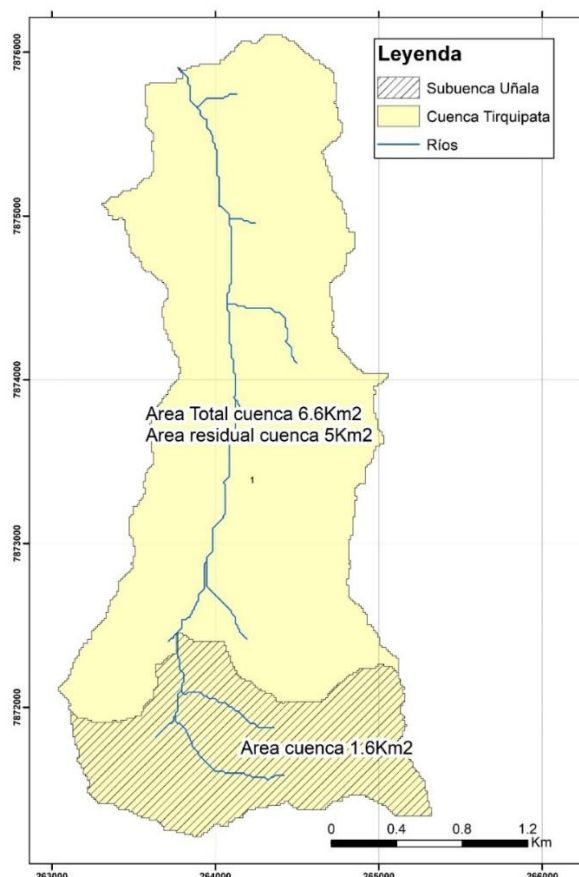 7876000
7875000
7874000
7873000
7872000
Leyenda
Subuenca Uñala
Cuenca Tirquipata
Ríos
Area Total cuenca 6.6Km2
Area residual cuenca 5Km2
1
Area cuenca 1.6Km2
0 0.4 0.8 1.2
Km
263000 264000 265000 266000